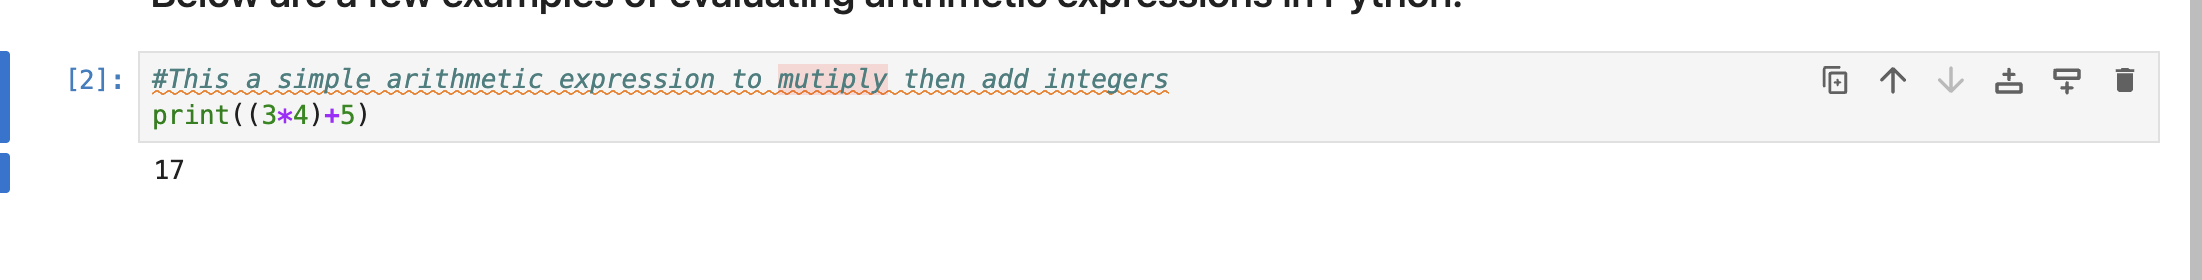 Below are a few examples of evaluating arithmetic expressions in Python.
[2]: #This a simple arithmetic expression to mutiply then add integers
print((3*4)+5)
17